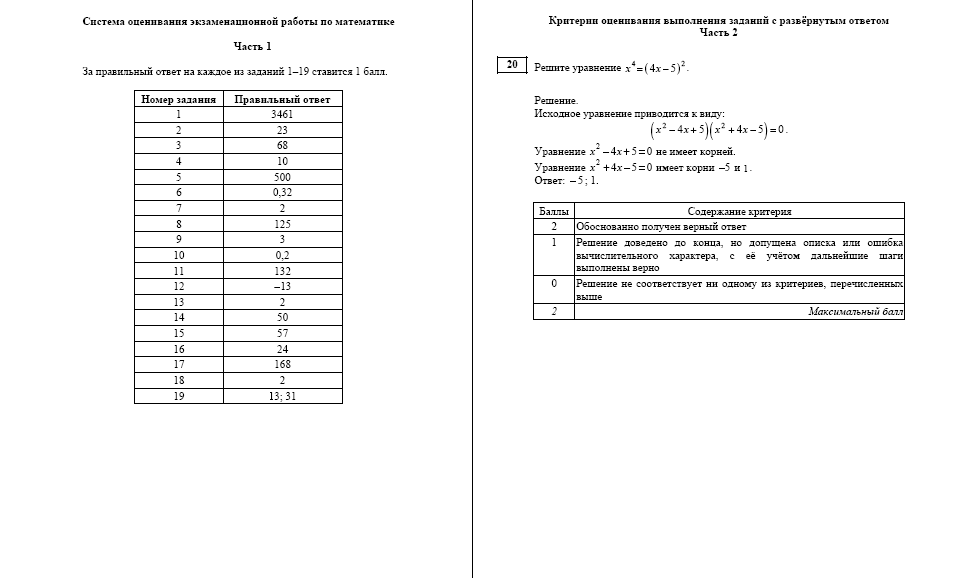 Система оценивания экзаменационной работы по математике
Часть 1
За правильный ответ на каждое из заданий 1–19 ставится 1 балл.
Номер задания Правильный ответ
1 3461
2 23
3 68
4 10
5 500
6 0,32
7 2
8 125
9 3
10 0,2
11 132
12 –13
13 2
14 50
15 57
16 24
17 168
18 2
19 13; 31
Критерии оценивания выполнения заданий с развёрнутым ответом
Часть 2
20 Решите уравнение x⁴=(4x−5)².
Решение.
Исходное уравнение приводится к виду:
(x²−4x+5)(x²+4x−5)=0.
Уравнение x²−4x+5=0 не имеет корней.
Уравнение x²+4x−5=0 имеет корни −5 и 1.
Ответ: −5; 1.
Баллы Содержание критерия
2 Обоснованно получен верный ответ
1 Решение доведено до конца, но допущена описка или ошибка
вычислительного характера, с её учётом дальнейшие шаги
выполнены верно
0 Решение не соответствует ни одному из критериев, перечисленных
выше
2 Максимальный балл